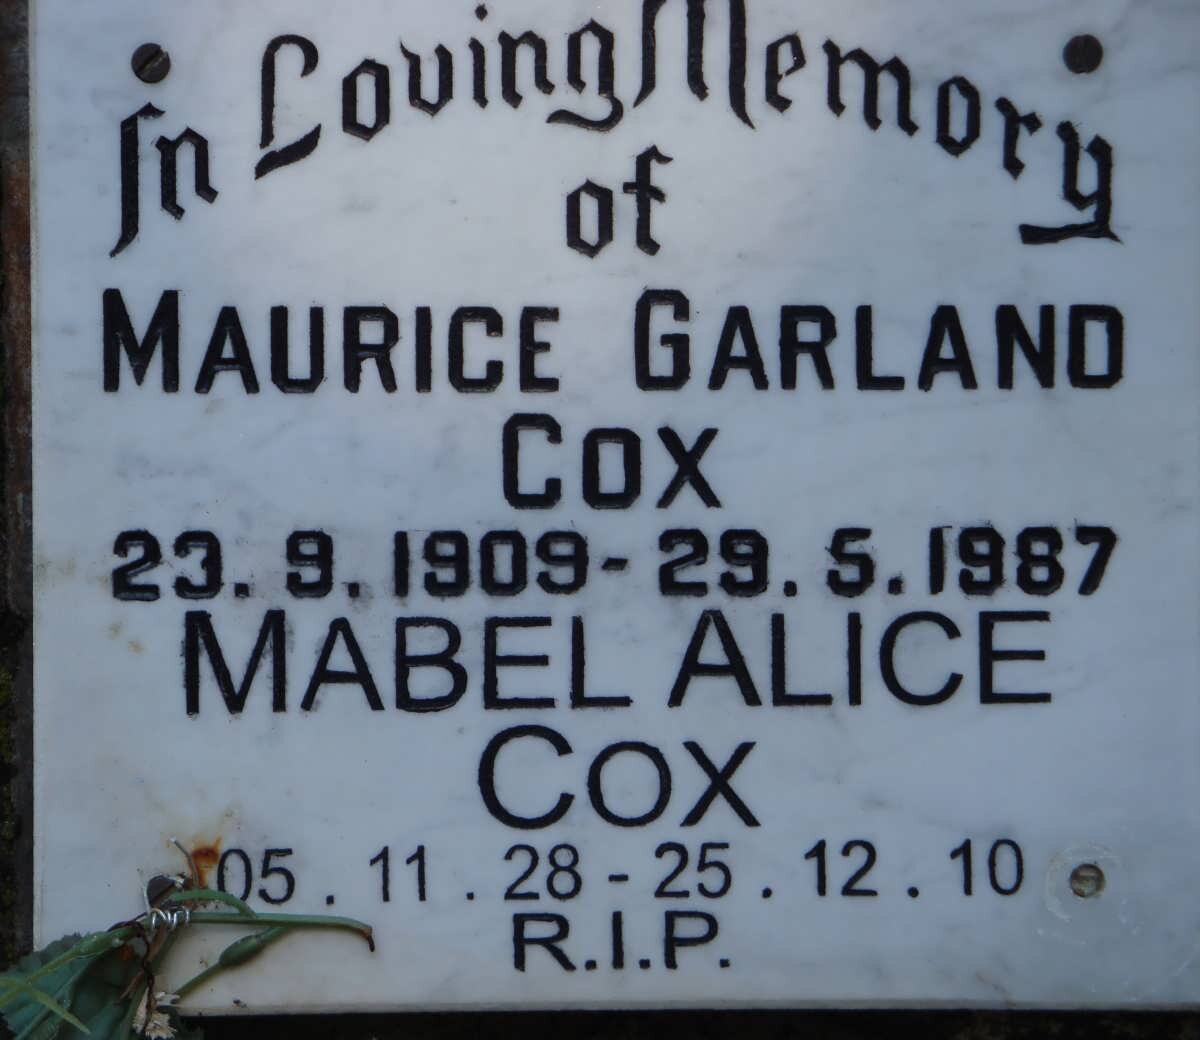 In Loving Memory
of
MAURICE GARLAND
COX
23. 9. 1909 - 29. 5. 1987
MABEL ALICE
COX
05 . 11 . 28 - 25 . 12 . 10
R.I.P.